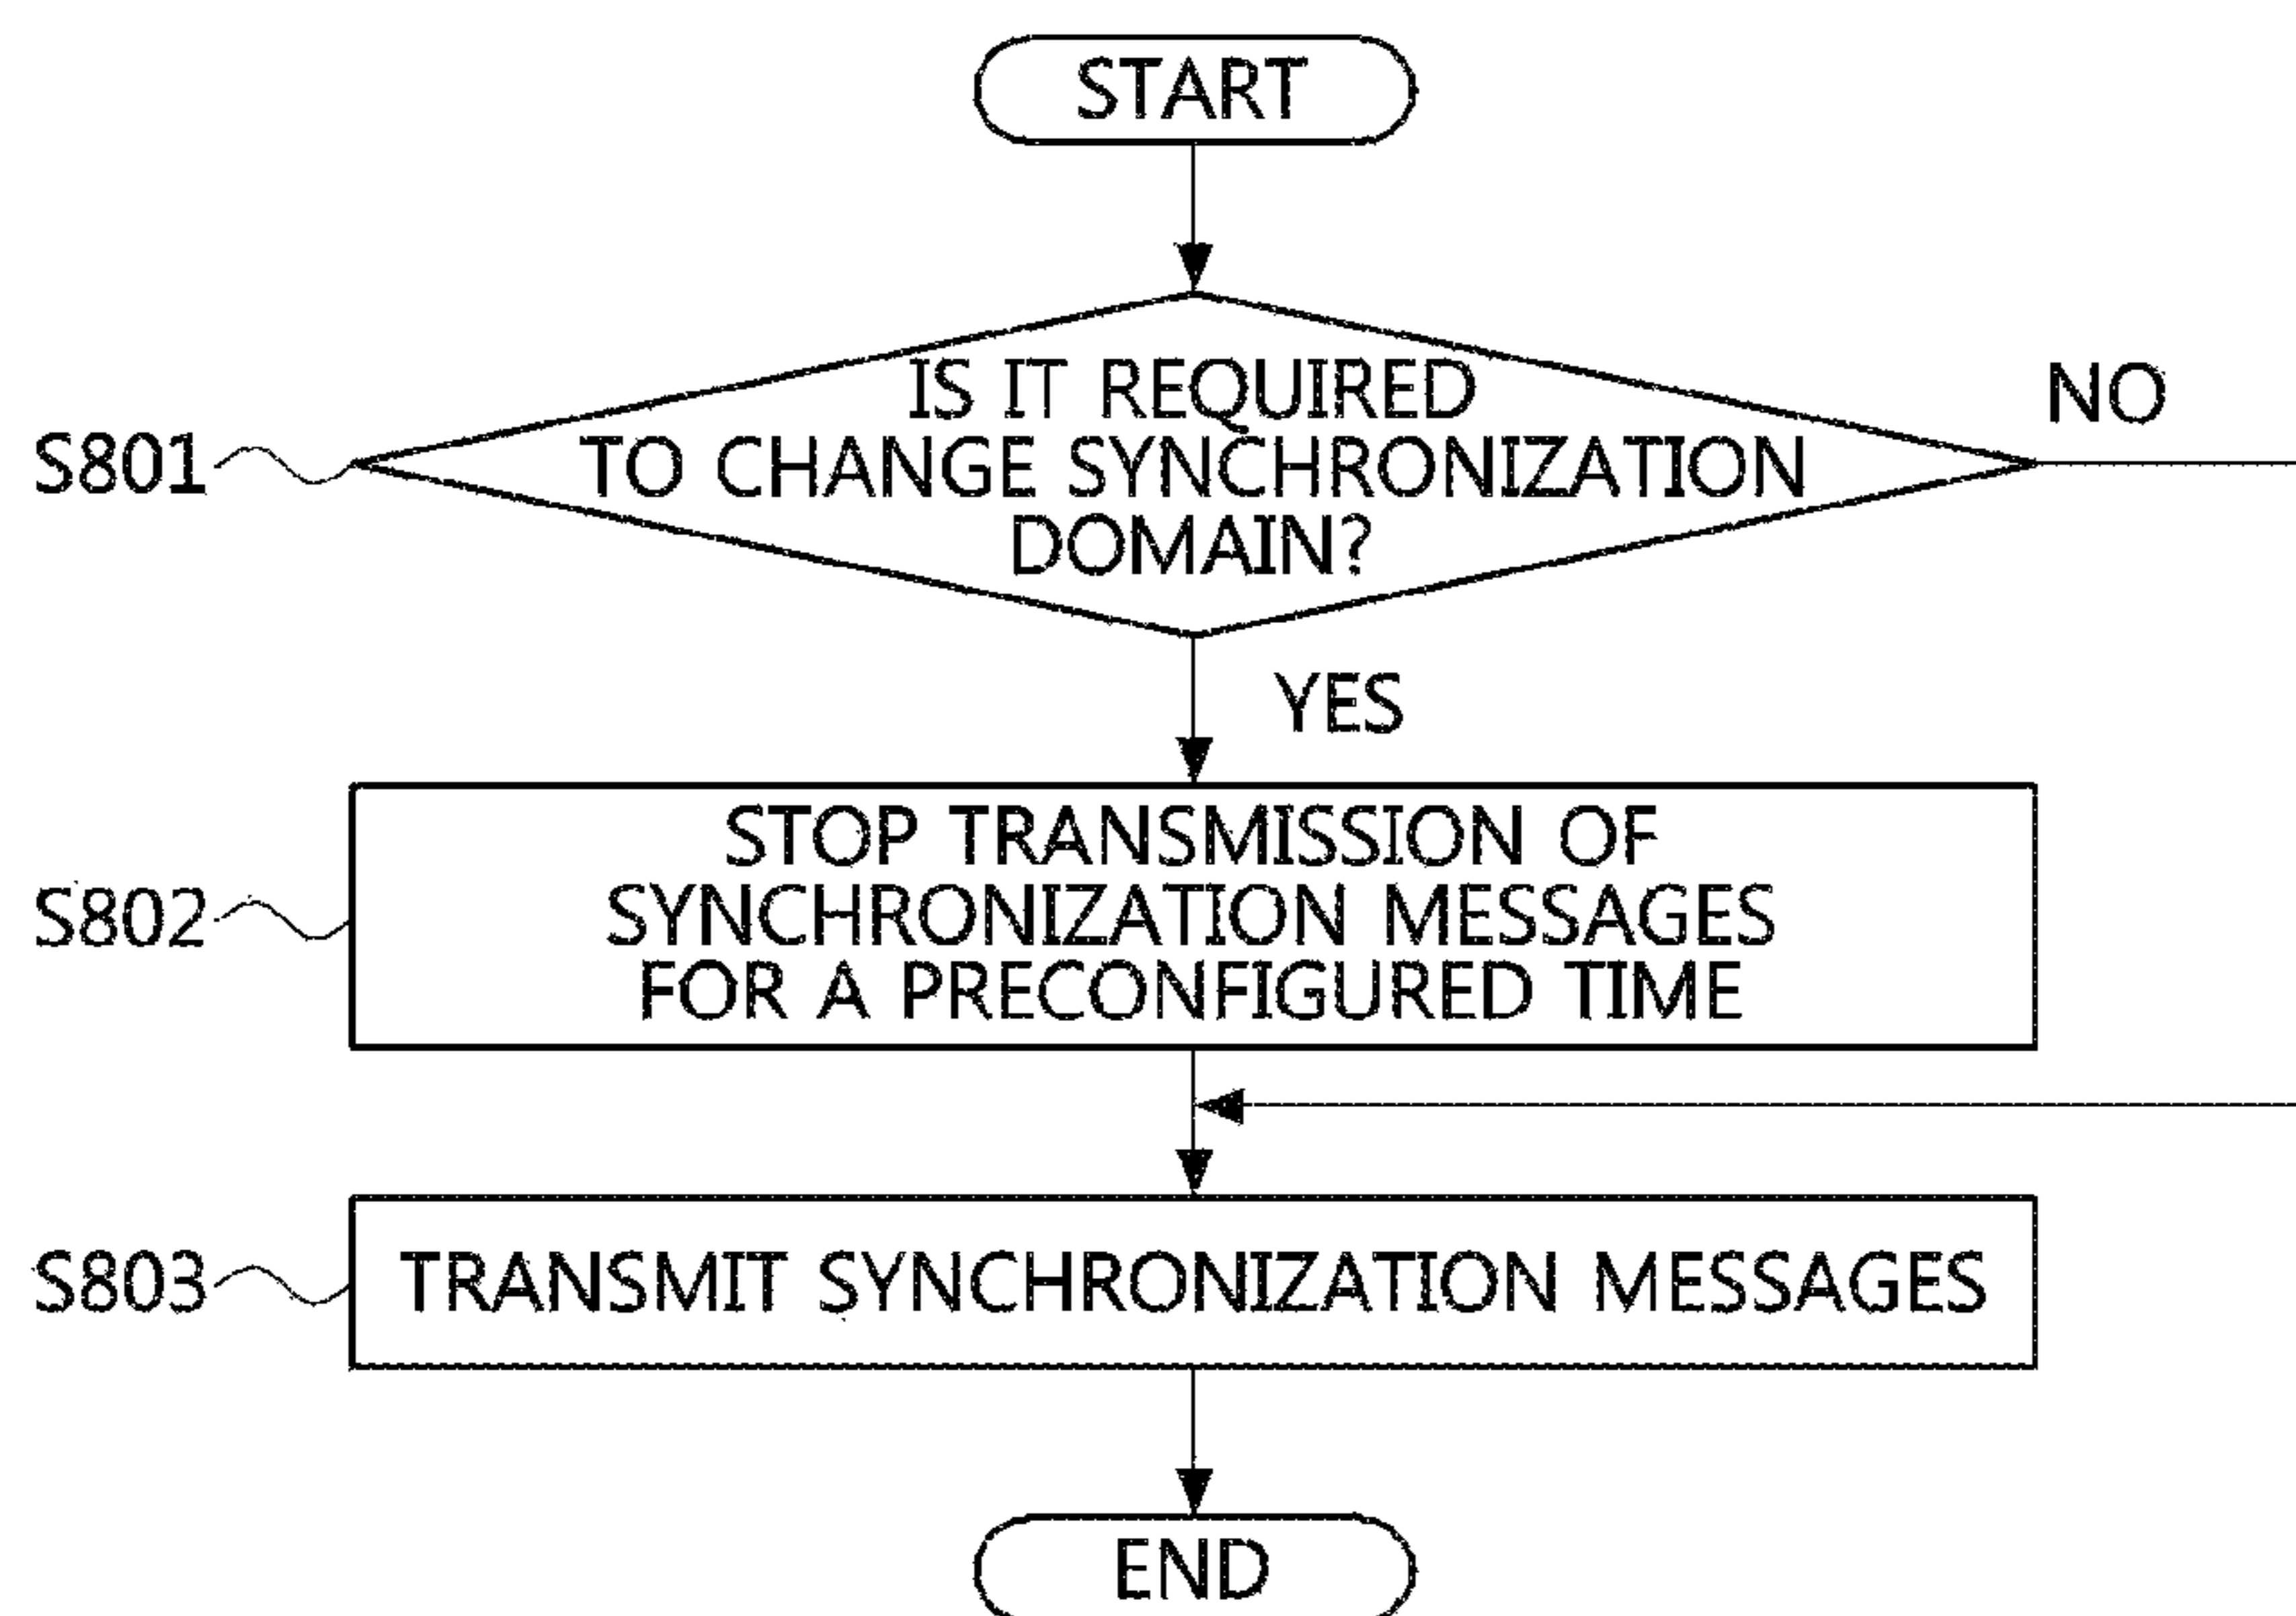 START
IS IT REQUIRED
TO CHANGE SYNCHRONIZATION
DOMAIN?
NO
S801
YES
STOP TRANSMISSION OF
SYNCHRONIZATION MESSAGES
FOR A PRECONFIGURED TIME
S802
S803
TRANSMIT SYNCHRONIZATION MESSAGES
END